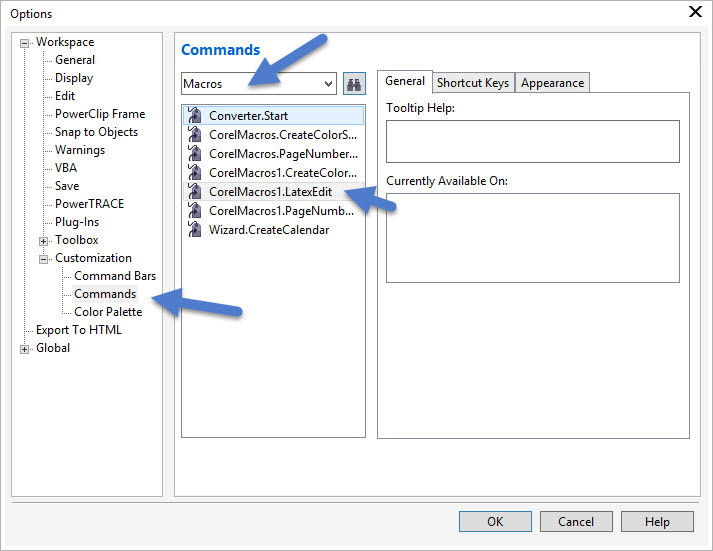 Options
Workspace
General
Display
Edit
PowerClip Frame
Snap to Objects
Warnings
VBA
Save
PowerTRACE
Plug-Ins
Toolbox
Customization
Command Bars
Commands
Color Palette
Export To HTML
Global
Commands
Macros
Converter.Start
CorelMacros.CreateColorS...
CorelMacros.PageNumber...
CorelMacros1.CreateColor...
CorelMacros1.LatexEdit
CorelMacros1.PageNumb...
Wizard.CreateCalendar
General Shortcut Keys Appearance
Tooltip Help:
Currently Available On:
OK Cancel Help